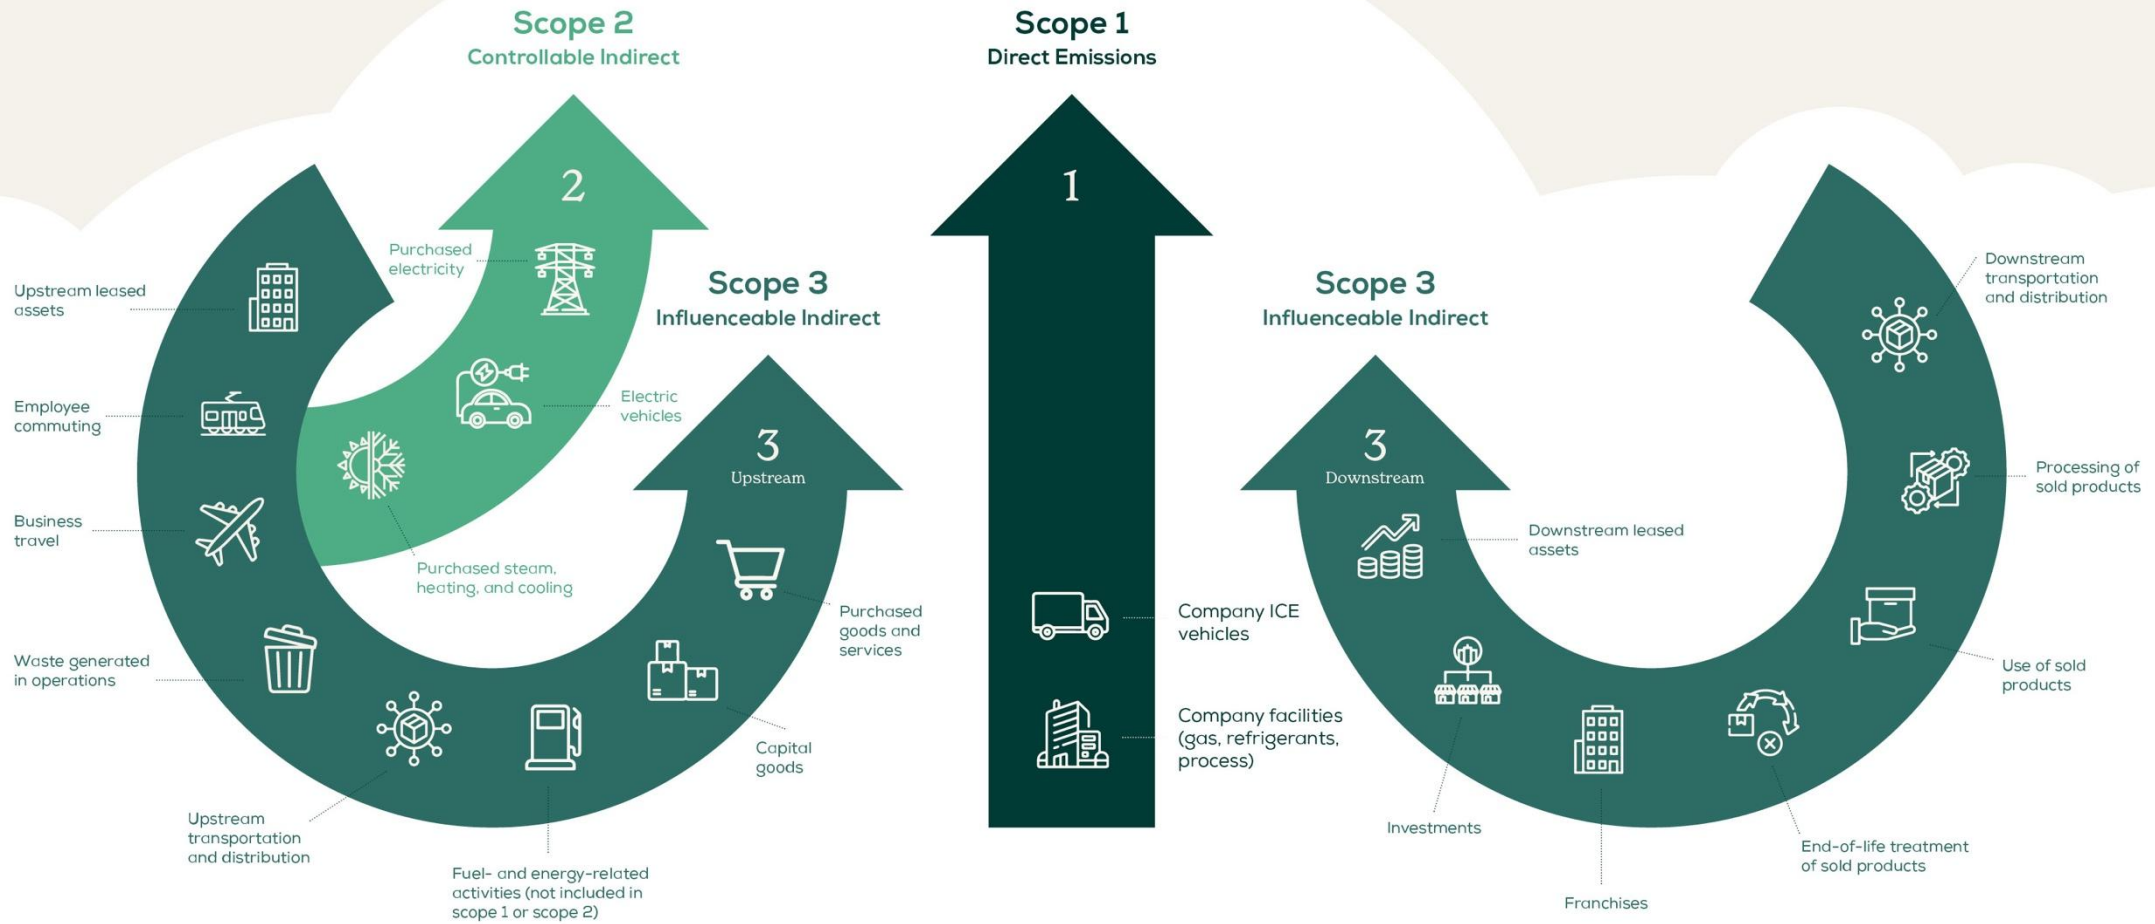 Scope 2
Controllable Indirect
2
Purchased
electricity
Electric
vehicles
Purchased steam,
heating, and cooling
Scope 3
Influenceable Indirect
3
Upstream
Upstream leased
assets
Employee
commuting
Business
travel
Waste generated
in operations
Upstream
transportation
and distribution
Fuel- and energy-related
activities (not included in
scope 1 or scope 2)
Capital
goods
Purchased
goods and
services
Scope 1
Direct Emissions
1
Company ICE
vehicles
Company facilities
(gas, refrigerants,
process)
Scope 3
Influenceable Indirect
3
Downstream
Downstream leased
assets
Investments
Franchises
End-of-life treatment
of sold products
Use of sold
products
Processing of
sold products
Downstream
transportation
and distribution